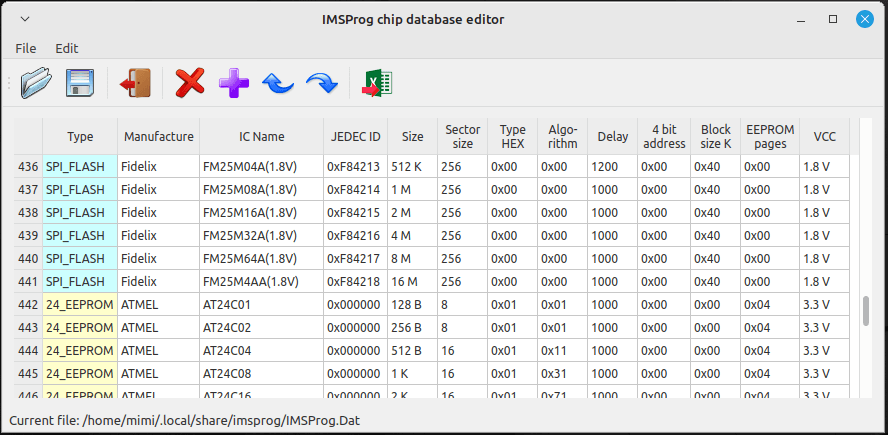 IMSProg chip database editor
File Edit
Type Manufacture IC Name JEDEC ID Size Sector size Type HEX Algo-rithm Delay 4 bit address Block size K EEPROM pages VCC
436 SPI_FLASH Fidelix FM25M04A(1.8V) 0xF84213 512 K 256 0x00 0x00 1200 0x00 0x40 0x00 1.8 V
437 SPI_FLASH Fidelix FM25M08A(1.8V) 0xF84214 1 M 256 0x00 0x00 1000 0x00 0x40 0x00 1.8 V
438 SPI_FLASH Fidelix FM25M16A(1.8V) 0xF84215 2 M 256 0x00 0x00 1000 0x00 0x40 0x00 1.8 V
439 SPI_FLASH Fidelix FM25M32A(1.8V) 0xF84216 4 M 256 0x00 0x00 1000 0x00 0x40 0x00 1.8 V
440 SPI_FLASH Fidelix FM25M64A(1.8V) 0xF84217 8 M 256 0x00 0x00 1000 0x00 0x40 0x00 1.8 V
441 SPI_FLASH Fidelix FM25M4AA(1.8V) 0xF84218 16 M 256 0x00 0x00 1000 0x00 0x40 0x00 1.8 V
442 24_EEPROM ATMEL AT24C01 0x000000 128 B 8 0x01 0x01 1000 0x00 0x00 0x04 3.3 V
443 24_EEPROM ATMEL AT24C02 0x000000 256 B 8 0x01 0x01 1000 0x00 0x00 0x04 3.3 V
444 24_EEPROM ATMEL AT24C04 0x000000 512 B 16 0x01 0x11 1000 0x00 0x00 0x04 3.3 V
445 24_EEPROM ATMEL AT24C08 0x000000 1 K 16 0x01 0x31 1000 0x00 0x00 0x04 3.3 V
446 24_EEPROM ATMEL AT24C16 0x000000 2 K 16 0x01 0x71 1000 0x00 0x00 0x04 3.3 V
Current file: /home/mimi/.local/share/imsprog/IMSProg.Dat